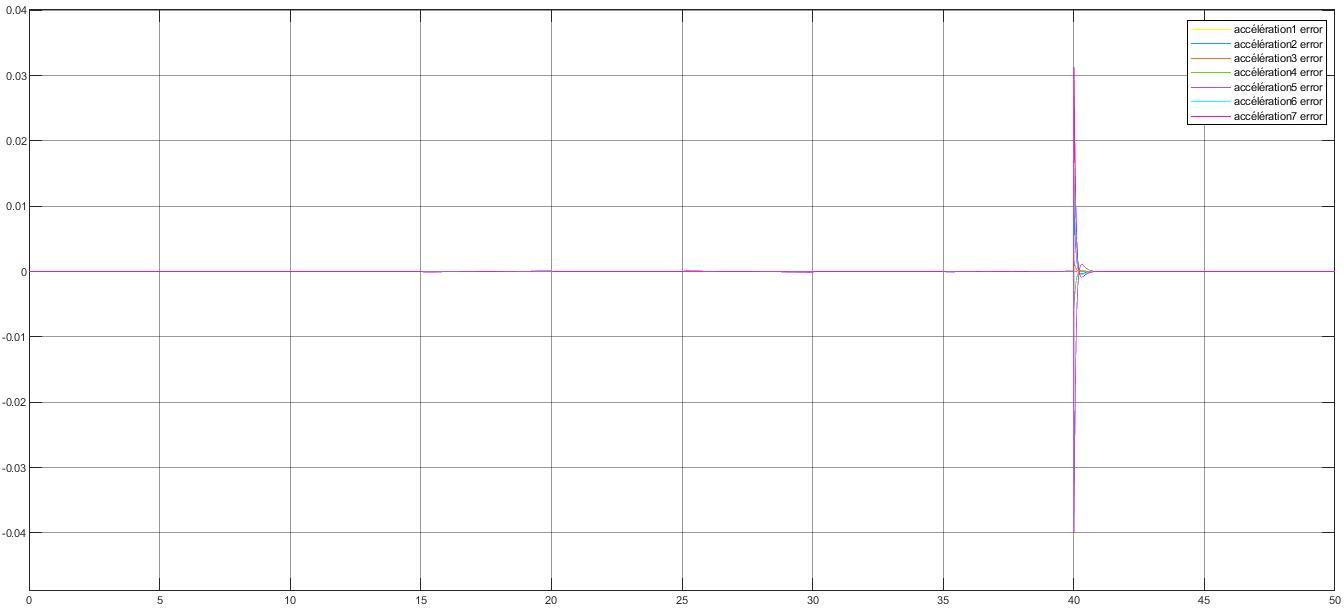 0.04
accélération1 error
accélération2 error
accélération3 error
accélération4 error
accélération5 error
accélération6 error
accélération7 error
0.03
0.02
0.01
0
-0.01
-0.02
-0.03
-0.04
0 5 10 15 20 25 30 35 40 45 50